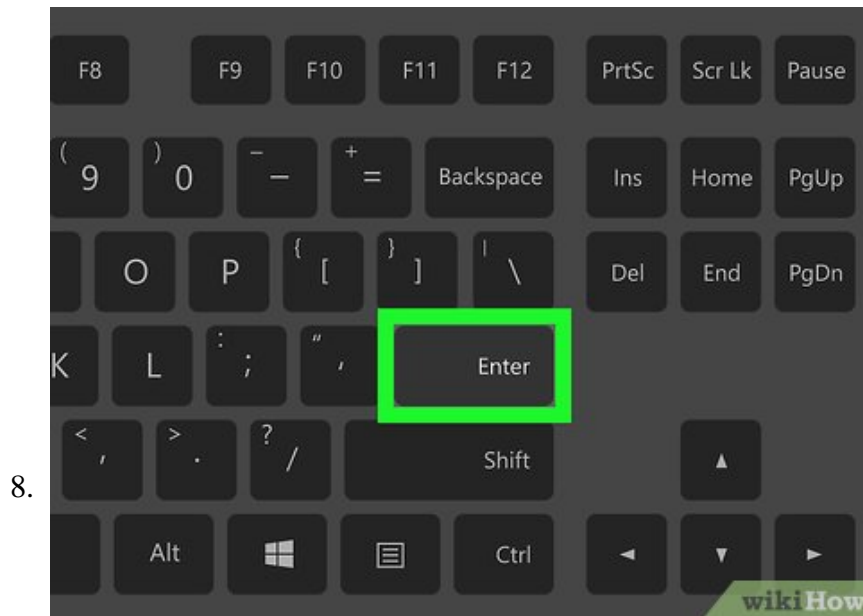 F8 F9 F10 F11 F12 PrtSc Scr Lk Pause
( 9 ) 0 _ – + = Backspace Ins Home PgUp
O P { [ } ] | \ Del End PgDn
K L : ; " ' Enter
< , > . ? / Shift
8.
Alt Ctrl
wikiHow